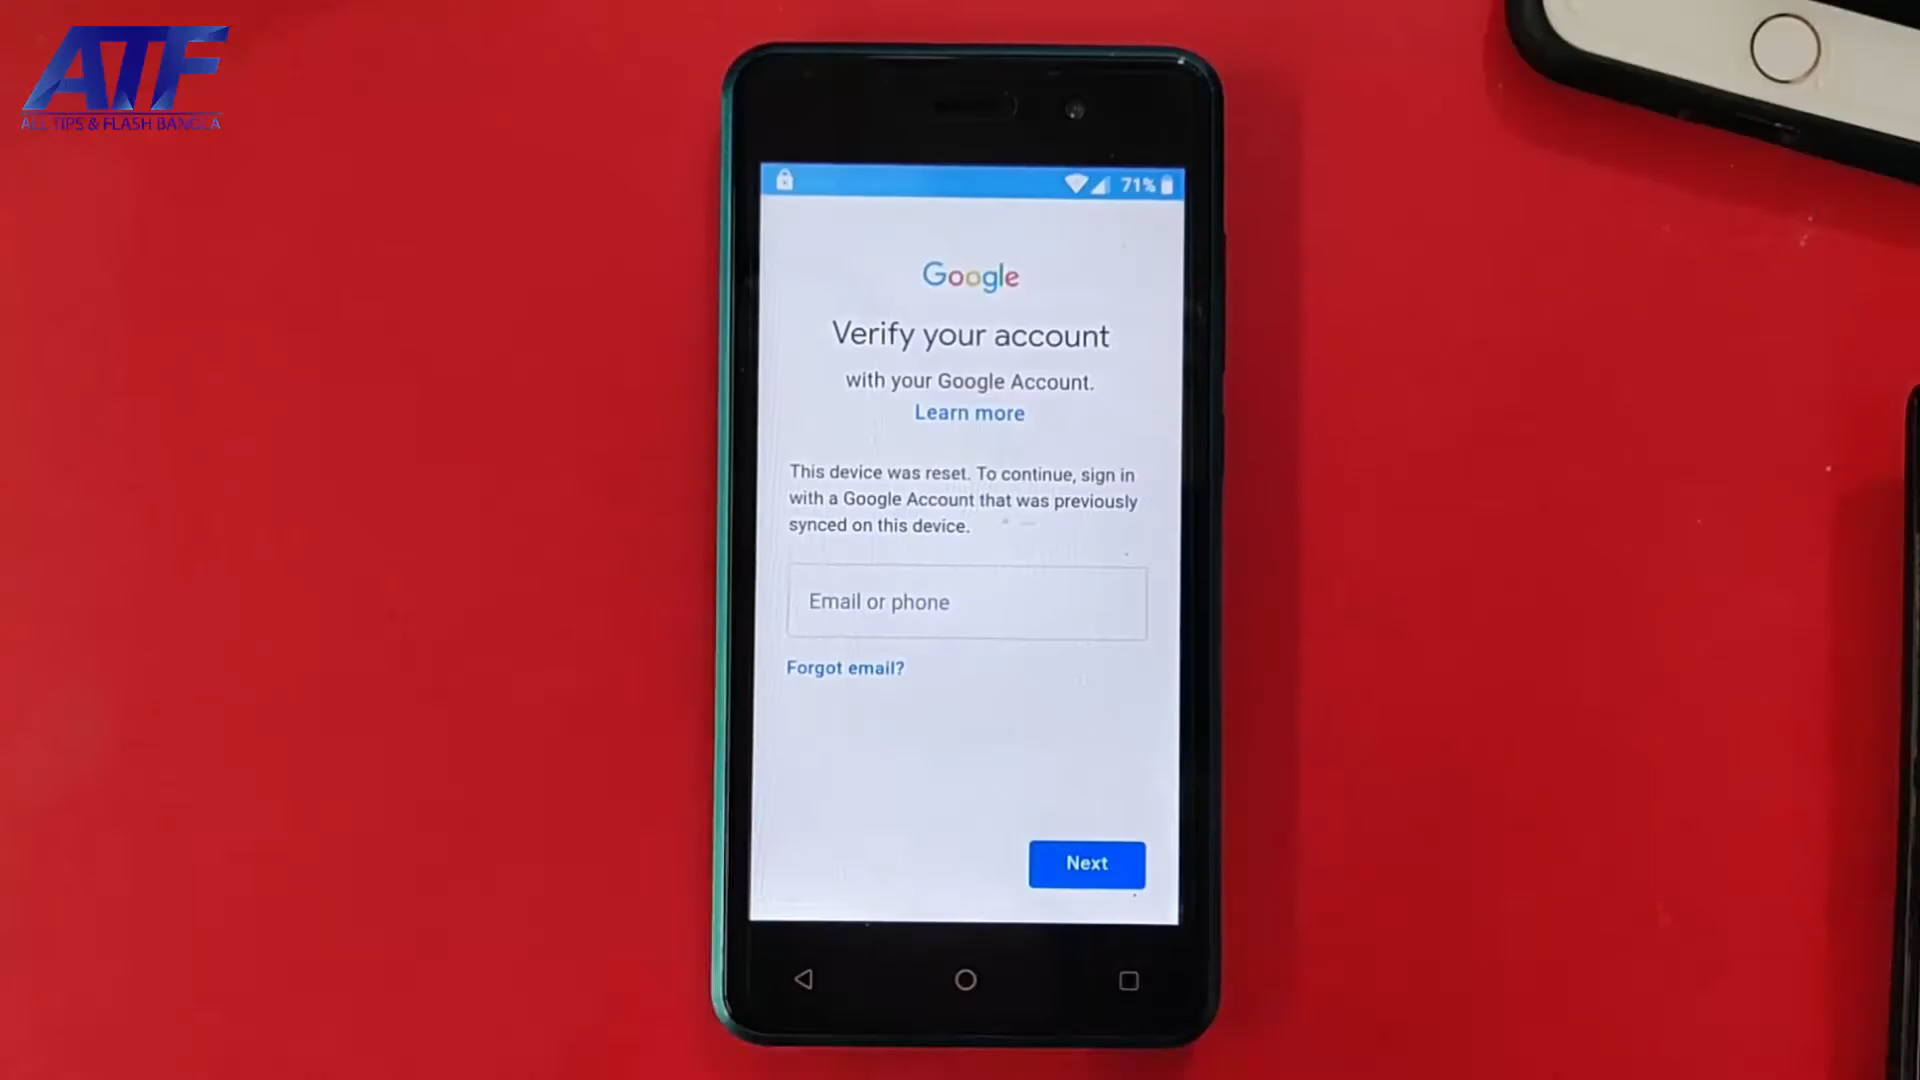 ATF
ALL TIPS & FLASH BANGLA
71%
Google
Verify your account
with your Google Account.
Learn more
This device was reset. To continue, sign in
with a Google Account that was previously
synced on this device.
Email or phone
Forgot email?
Next